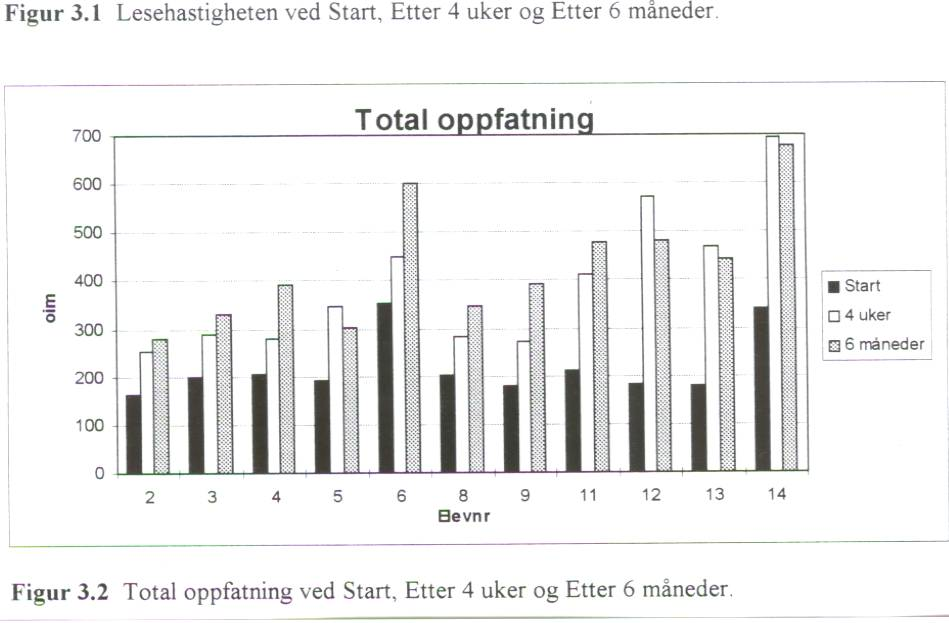 Figur 3.1 Lesehastigheten ved Start, Etter 4 uker og Etter 6 måneder.
Total oppfatning
700
600
500
400
300
200
100
0
oim
2 3 4 5 6 8 9 11 12 13 14
Elevnr
Start
4 uker
6 måneder
Figur 3.2 Total oppfatning ved Start, Etter 4 uker og Etter 6 måneder.